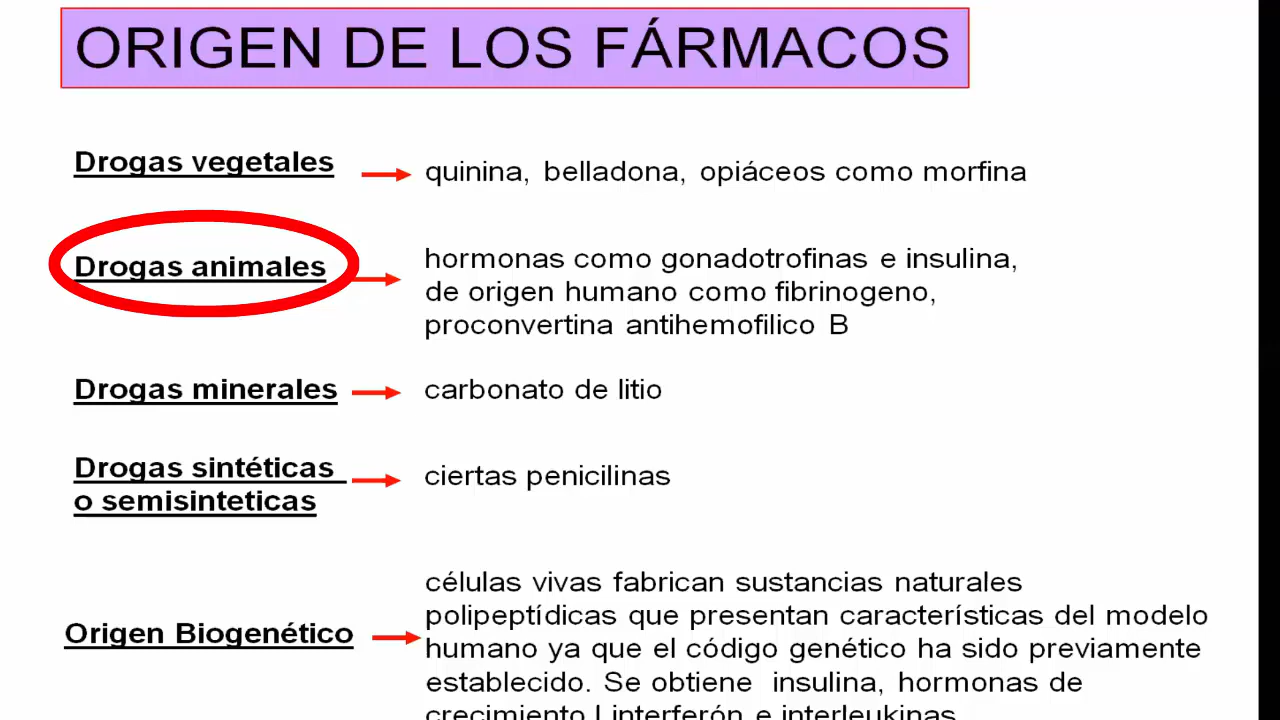 ORIGEN DE LOS FÁRMACOS
Drogas vegetales
quinina, belladona, opiáceos como morfina
Drogas animales
hormonas como gonadotrofinas e insulina,
de origen humano como fibrinogeno,
proconvertina antihemofilico B
Drogas minerales
carbonato de litio
Drogas sintéticas
o semisinteticas
ciertas penicilinas
Origen Biogenético
células vivas fabrican sustancias naturales
polipeptídicas que presentan características del modelo
humano ya que el código genético ha sido previamente
establecido. Se obtiene insulina, hormonas de
crecimiento I interferón e interleukinas